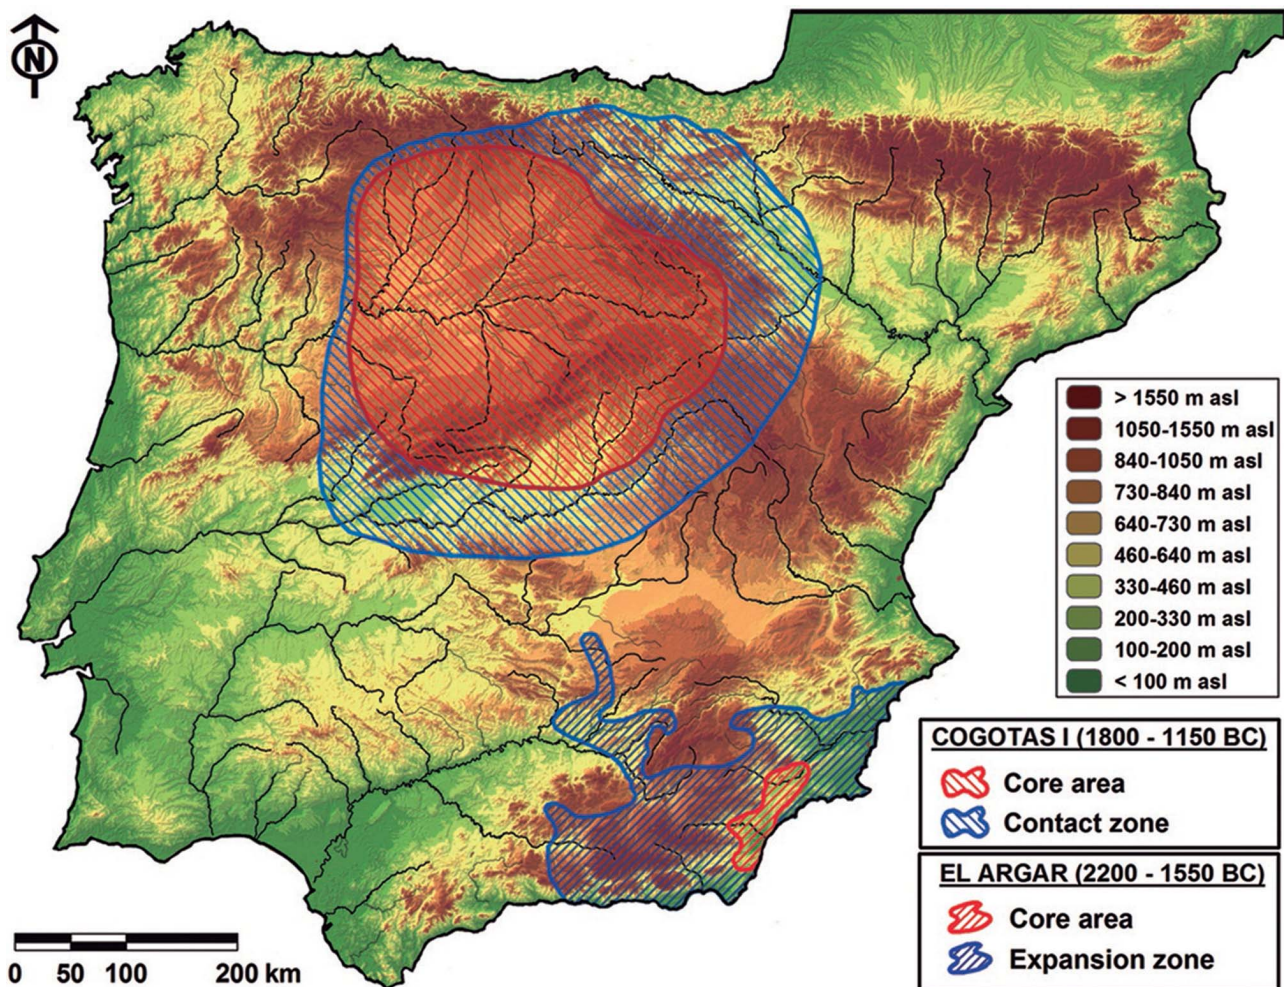 N
> 1550 m asl
1050-1550 m asl
840-1050 m asl
730-840 m asl
640-730 m asl
460-640 m asl
330-460 m asl
200-330 m asl
100-200 m asl
< 100 m asl
COGOTAS I (1800 - 1150 BC)
Core area
Contact zone
EL ARGAR (2200 - 1550 BC)
Core area
Expansion zone
0 50 100 200 km